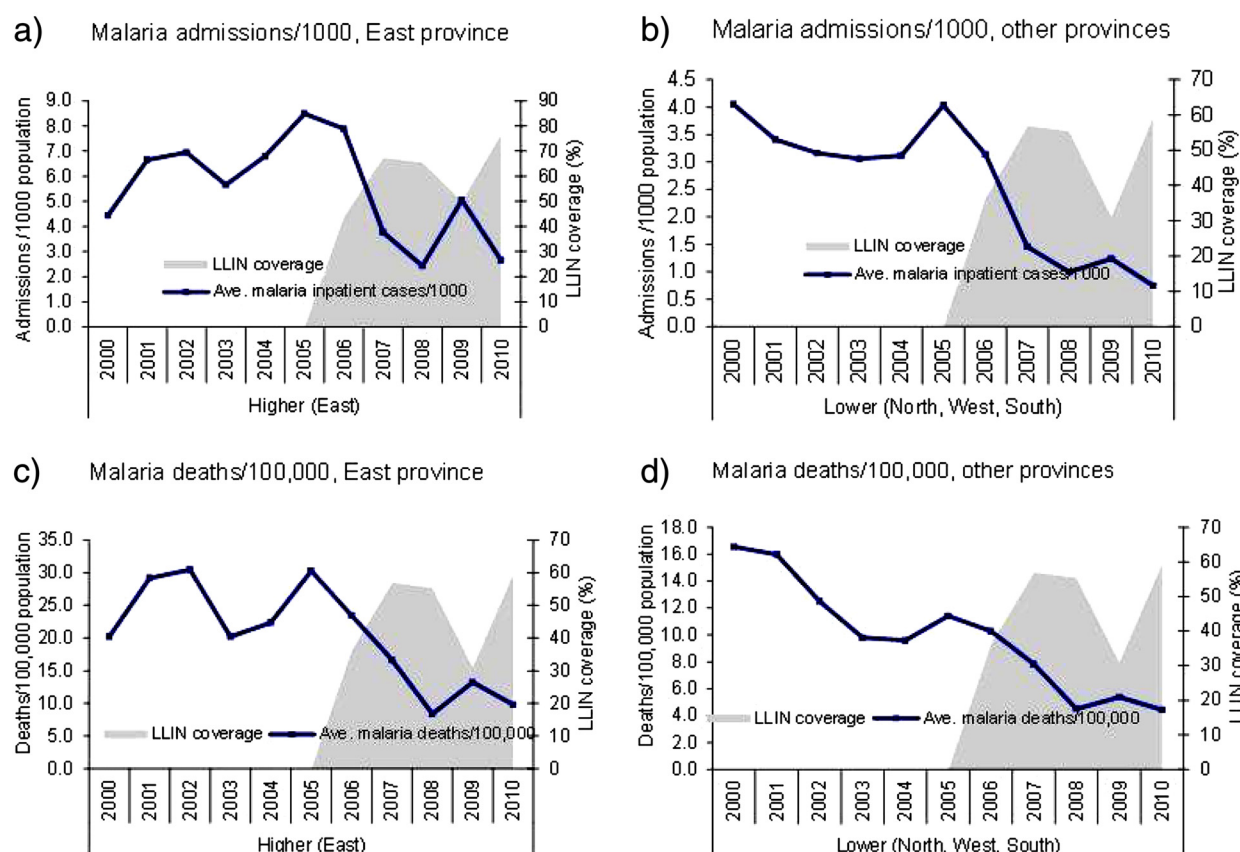 a) Malaria admissions/1000, East province
Admissions /1000 population
9.0
8.0
7.0
6.0
5.0
4.0
3.0
2.0
1.0
0.0
90
80
70
60
50
40
30
20
10
0
LLIN coverage (%)
LLIN coverage
Ave. malaria inpatient cases/1000
2000 2001 2002 2003 2004 2005 2006 2007 2008 2009 2010
Higher (East)
b) Malaria admissions/1000, other provinces
Admissions /1000 population
4.5
4.0
3.5
3.0
2.5
2.0
1.5
1.0
0.5
0.0
70
60
50
40
30
20
10
0
LLIN coverage (%)
LLIN coverage
Ave. malaria inpatient cases/1000
2000 2001 2002 2003 2004 2005 2006 2007 2008 2009 2010
Lower (North, West, South)
c) Malaria deaths/100,000, East province
Deaths/100,000 population
35.0
30.0
25.0
20.0
15.0
10.0
5.0
0.0
70
60
50
40
30
20
10
0
LLIN coverage (%)
LLIN coverage Ave. malaria deaths/100,000
2000 2001 2002 2003 2004 2005 2006 2007 2008 2009 2010
Higher (East)
d) Malaria deaths/100,000, other provinces
Deaths/100,000 population
18.0
16.0
14.0
12.0
10.0
8.0
6.0
4.0
2.0
0.0
70
60
50
40
30
20
10
0
LLIN coverage (%)
LLIN coverage Ave. malaria deaths/100,000
2000 2001 2002 2003 2004 2005 2006 2007 2008 2009 2010
Lower (North, West, South)